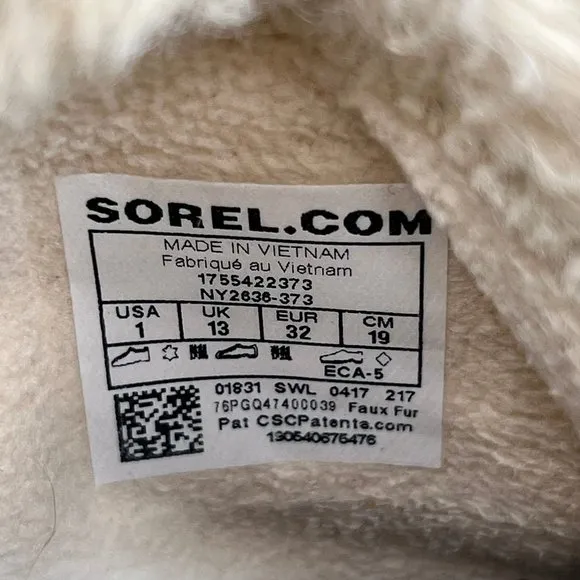 SOREL.COM
MADE IN VIETNAM
Fabriqué au Vietnam
1755422373
NY2636-373
USA UK EUR CM
1 13 32 19
ECA-5
01831 SWL 0417 217
76PGQ47400039 Faux Fur
Pat CSCPatents.com
190540675476